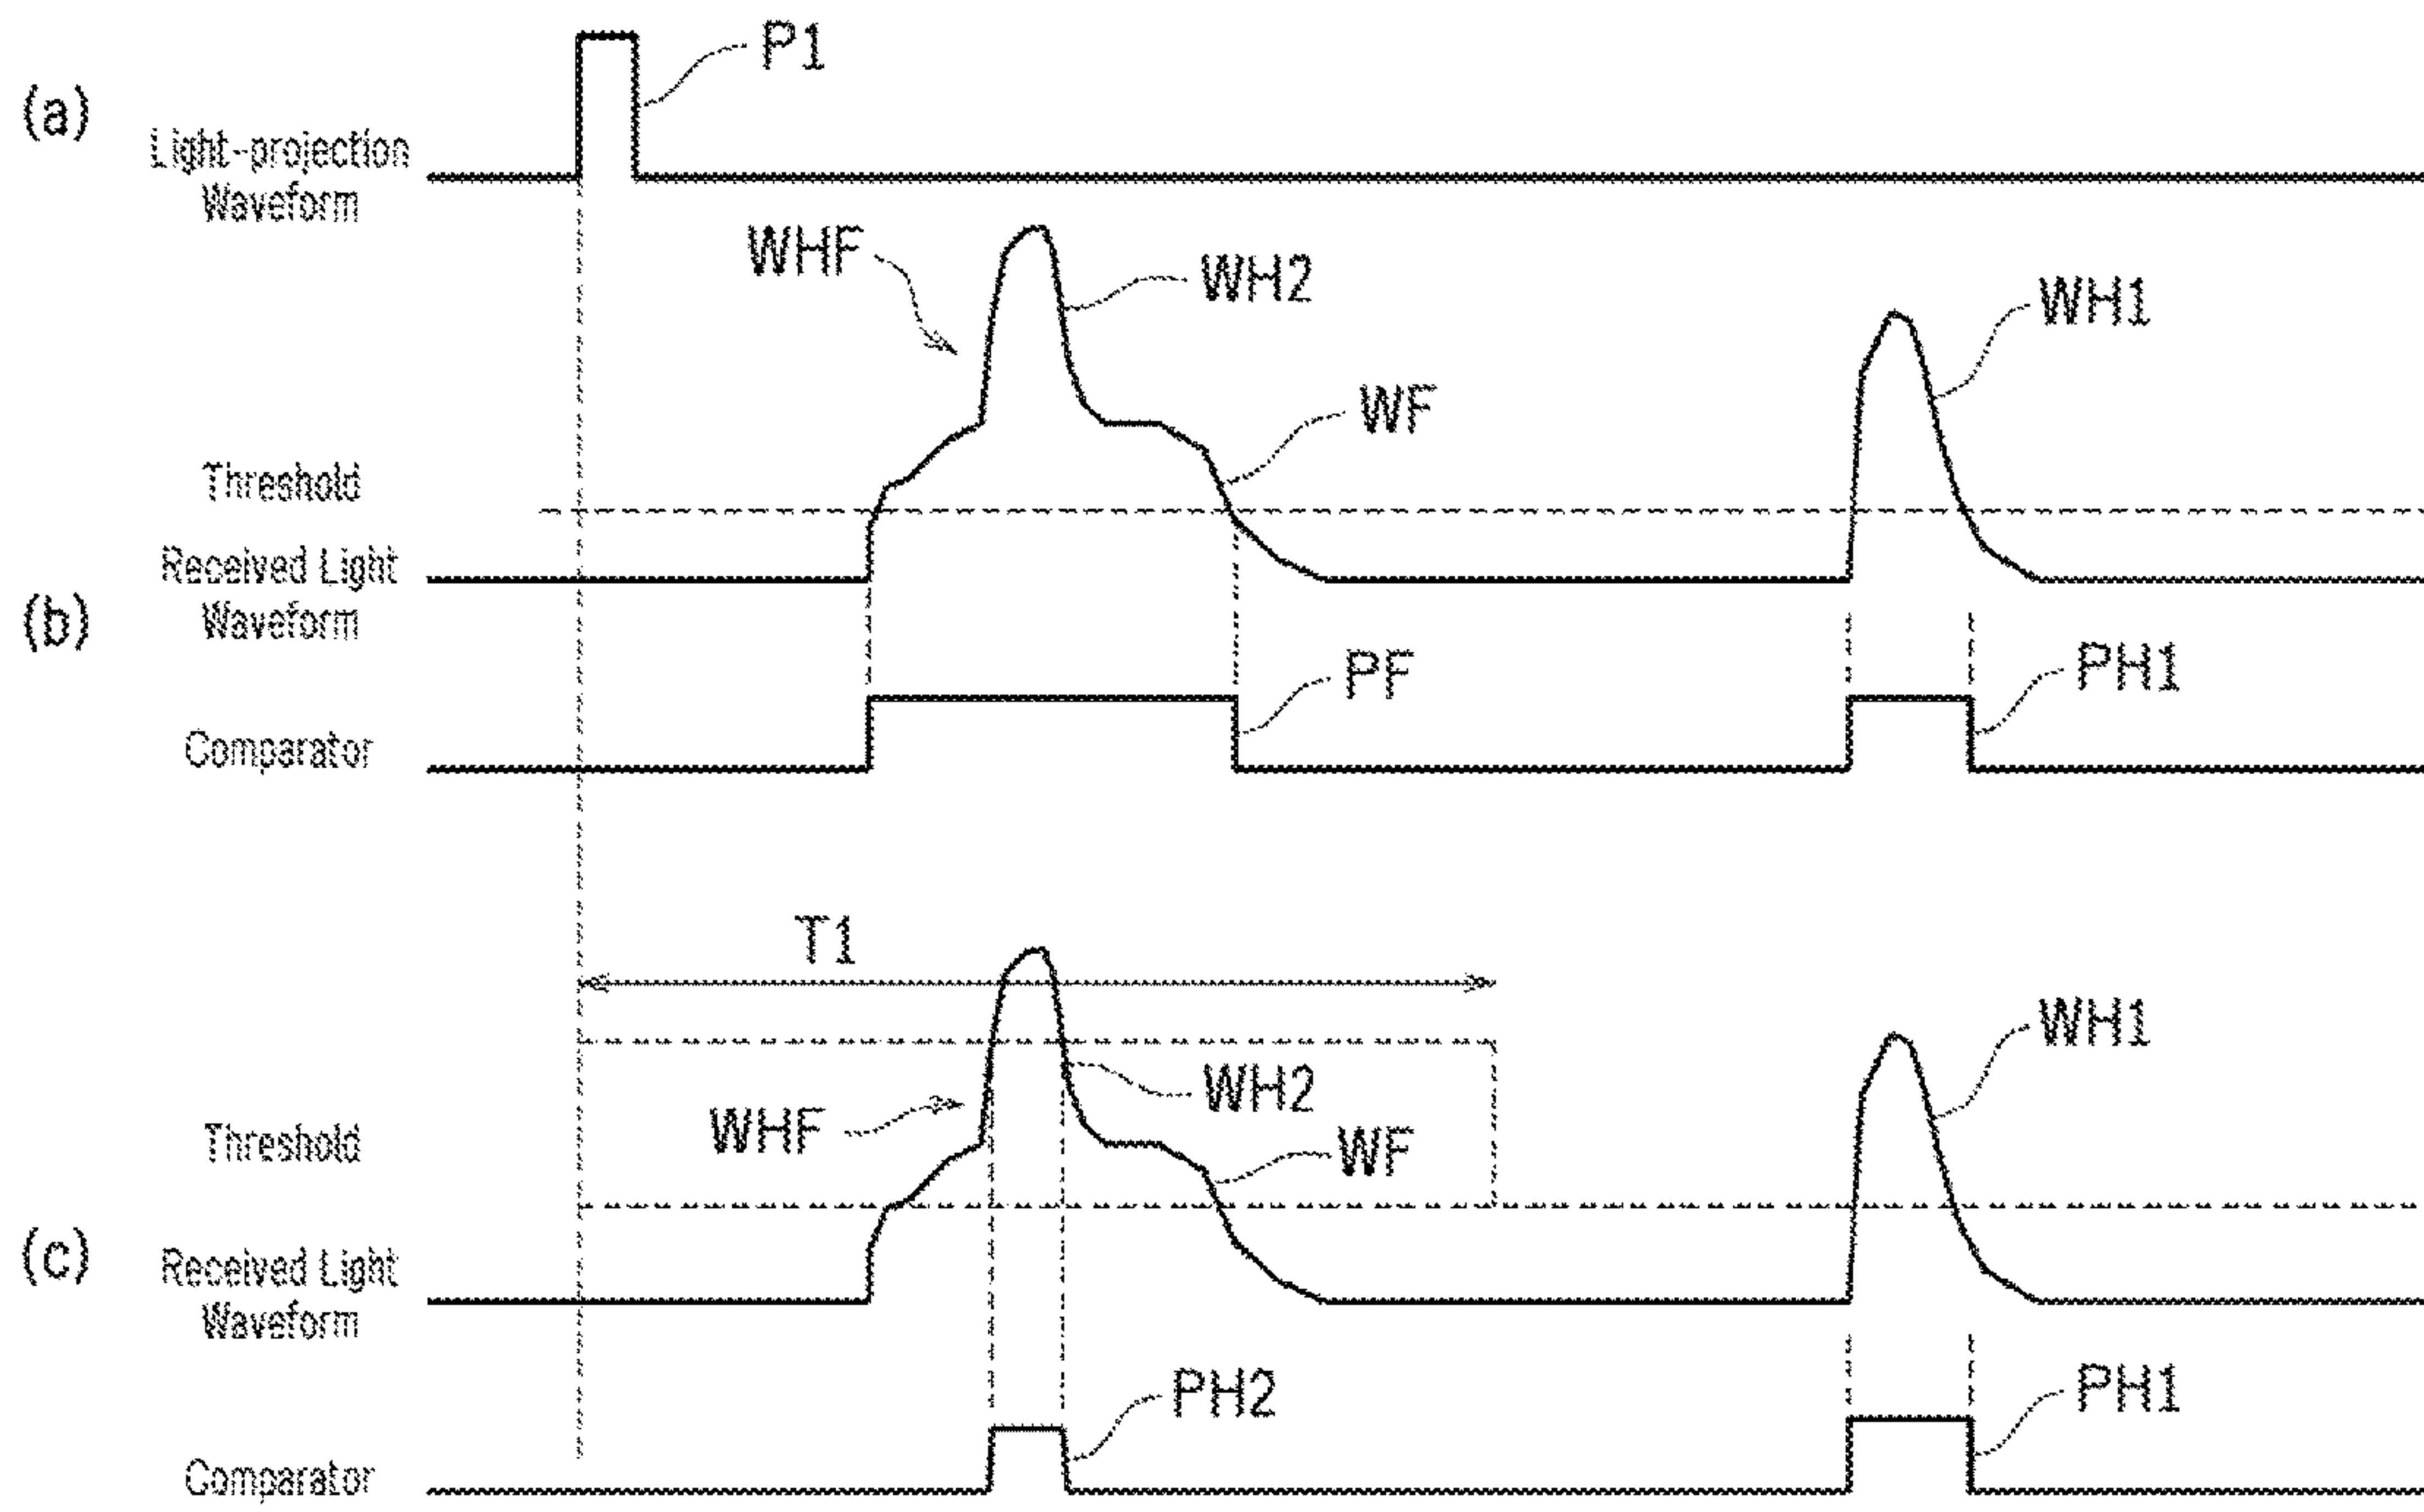 (a)
P1
Light-projection
Waveform
WHF
WH2
WH1
WF
Threshold
Received Light
Waveform
(b)
PF
PH1
Comparator
T1
WH1
WH2
WHF
WF
Threshold
(c)
Received Light
Waveform
PH2
PH1
Comparator